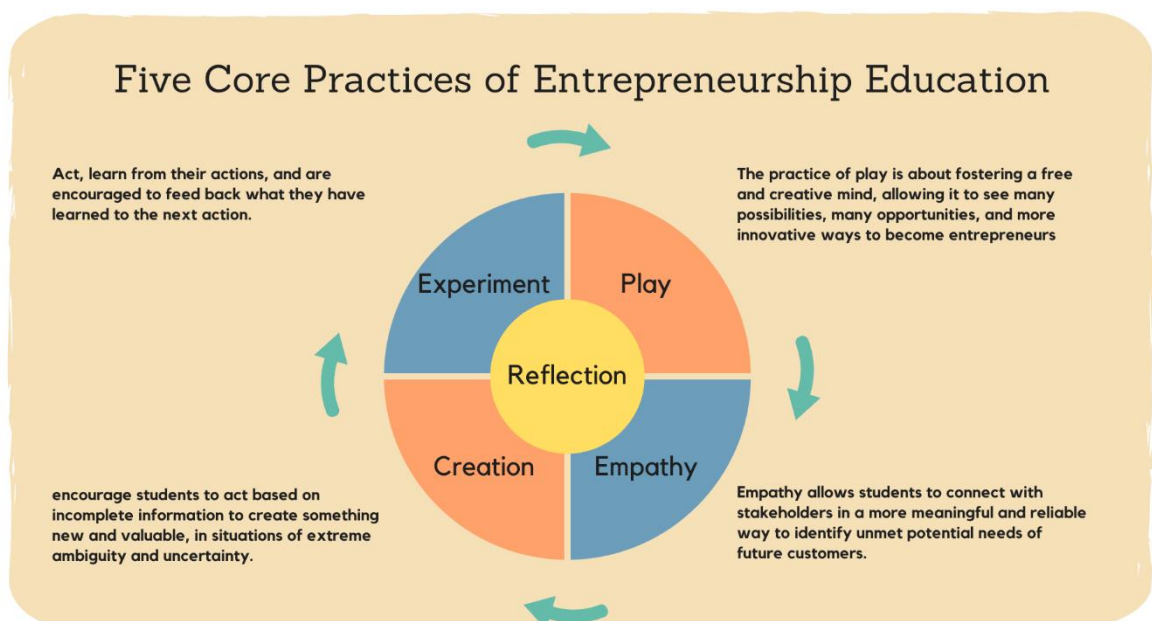 Five Core Practices of Entrepreneurship Education
Act, learn from their actions, and are
encouraged to feed back what they have
learned to the next action.
The practice of play is about fostering a free
and creative mind, allowing it to see many
possibilities, many opportunities, and more
innovative ways to become entrepreneurs
Experiment
Play
Reflection
Creation
Empathy
encourage students to act based on
incomplete information to create something
new and valuable, in situations of extreme
ambiguity and uncertainty.
Empathy allows students to connect with
stakeholders in a more meaningful and reliable
way to identify unmet potential needs of
future customers.